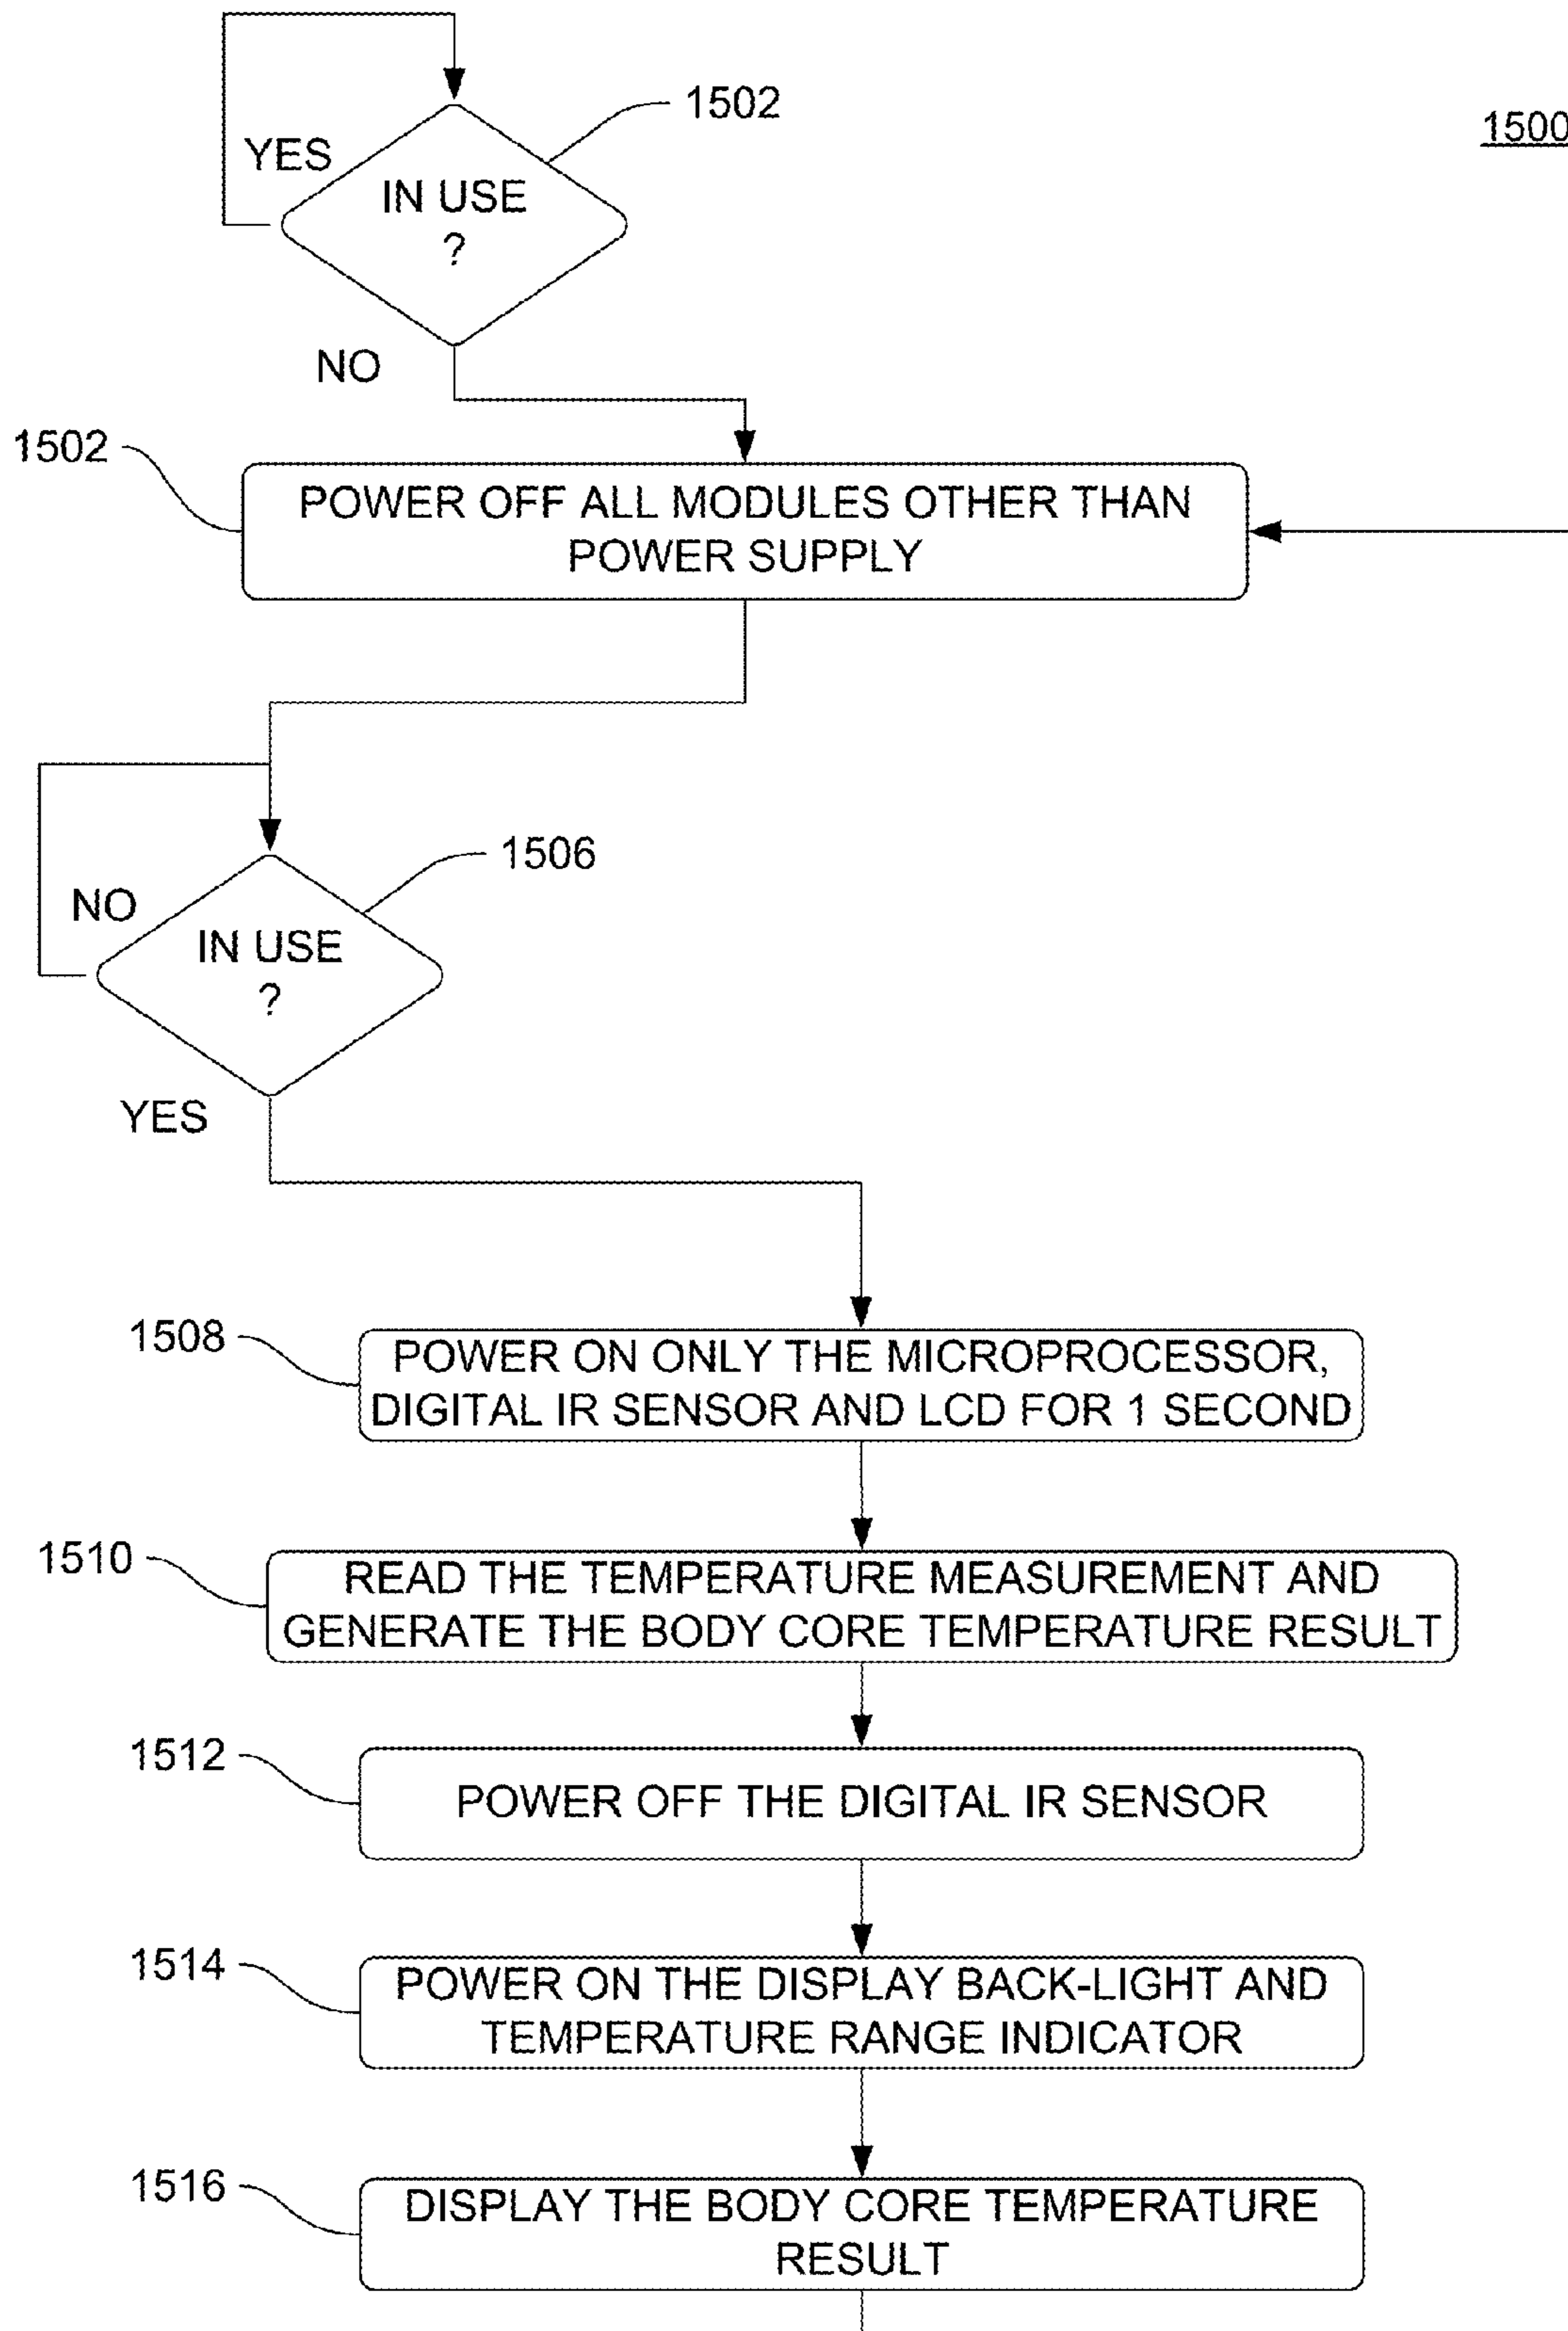 1500
1502
YES
IN USE
?
NO
1502
POWER OFF ALL MODULES OTHER THAN
POWER SUPPLY
1506
NO
IN USE
?
YES
1508
POWER ON ONLY THE MICROPROCESSOR,
DIGITAL IR SENSOR AND LCD FOR 1 SECOND
1510
READ THE TEMPERATURE MEASUREMENT AND
GENERATE THE BODY CORE TEMPERATURE RESULT
1512
POWER OFF THE DIGITAL IR SENSOR
1514
POWER ON THE DISPLAY BACK-LIGHT AND
TEMPERATURE RANGE INDICATOR
1516
DISPLAY THE BODY CORE TEMPERATURE
RESULT